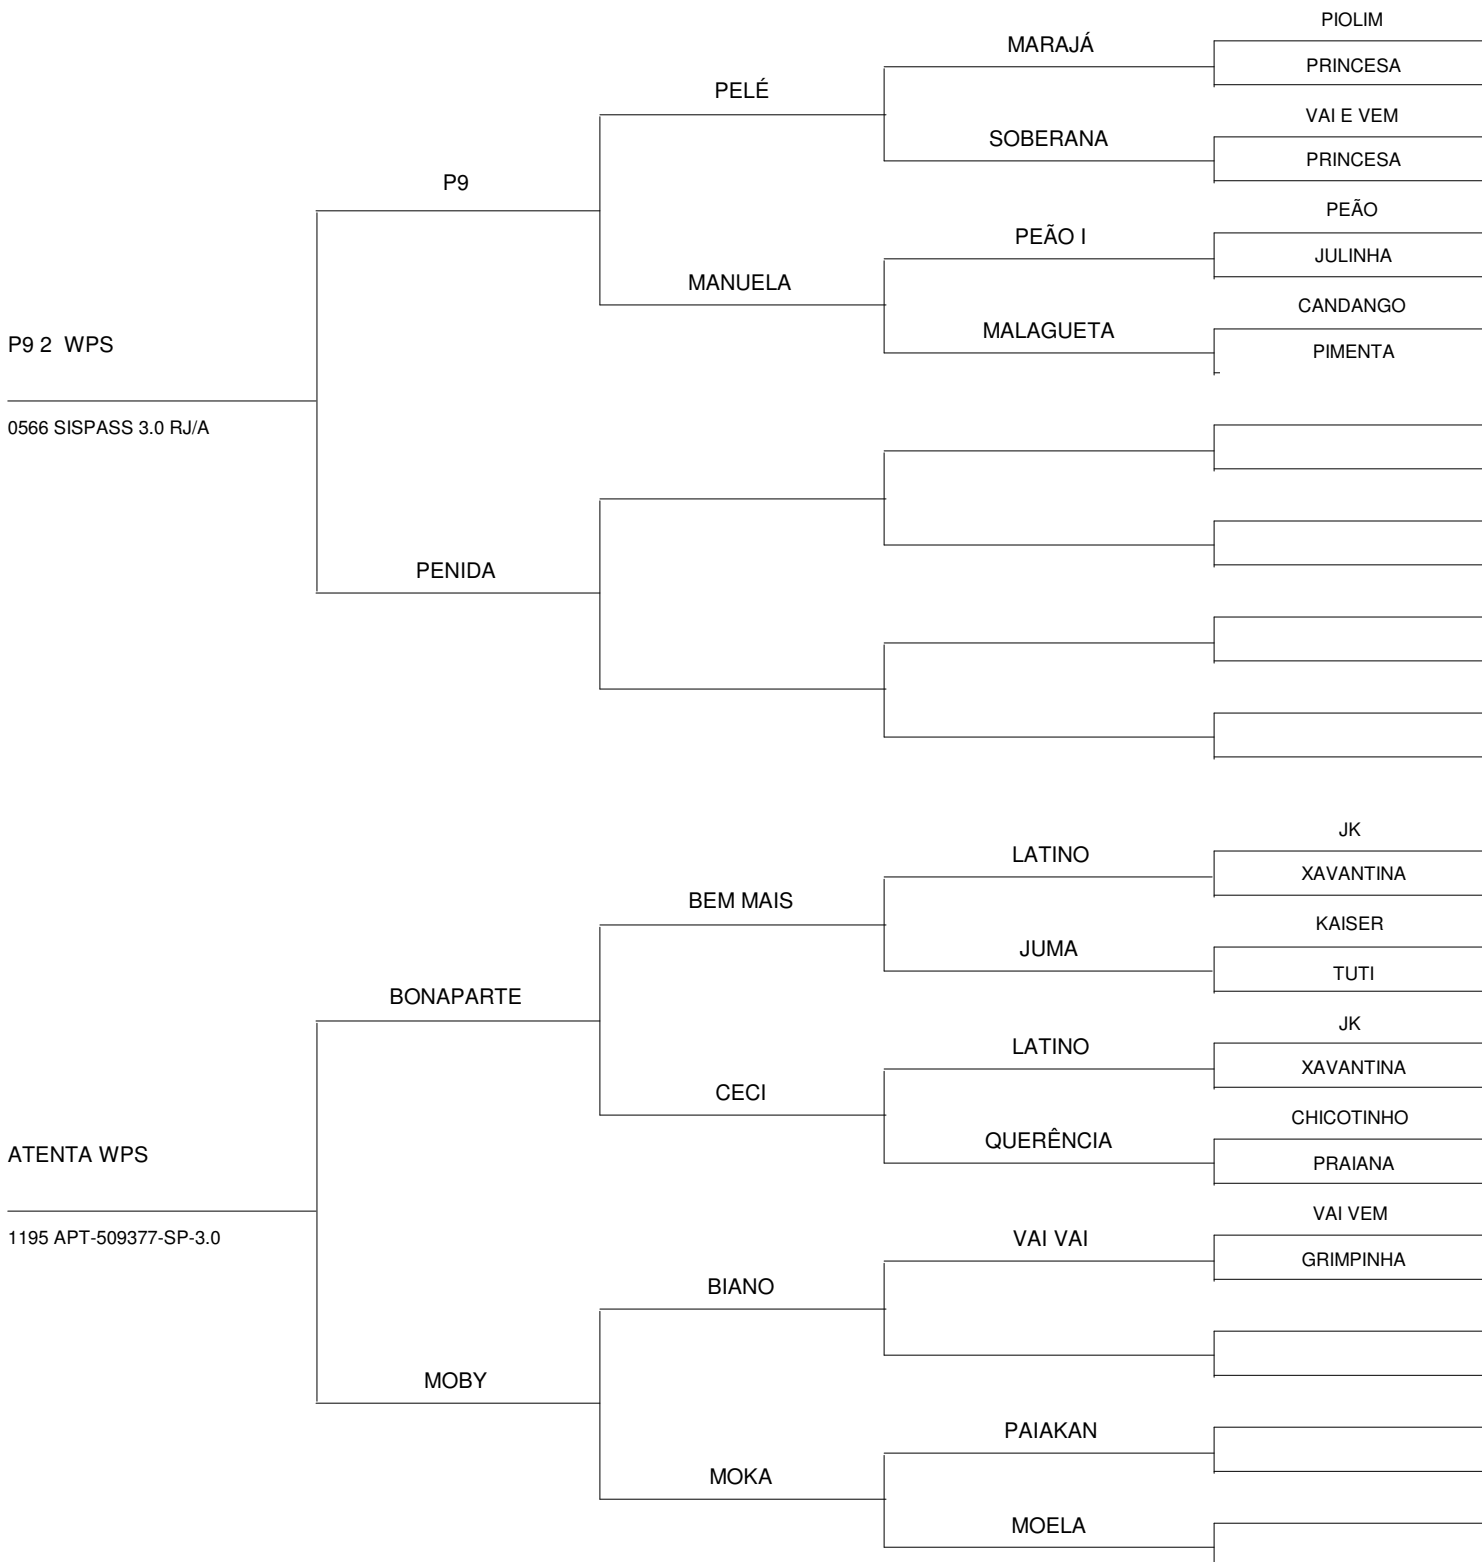 PIOLIM
MARAJÁ
PRINCESA
PELÉ
VAI E VEM
SOBERANA
PRINCESA
P9
PEÃO
PEÃO I
JULINHA
MANUELA
CANDANGO
MALAGUETA
PIMENTA
P9 2 WPS
0566 SISPASS 3.0 RJ/A
PENIDA
JK
LATINO
XAVANTINA
BEM MAIS
KAISER
JUMA
TUTI
BONAPARTE
JK
LATINO
XAVANTINA
CECI
CHICOTINHO
QUERÊNCIA
PRAIANA
ATENTA WPS
1195 APT-509377-SP-3.0
VAI VEM
VAI VAI
GRIMPINHA
BIANO
MOBY
PAIAKAN
MOKA
MOELA